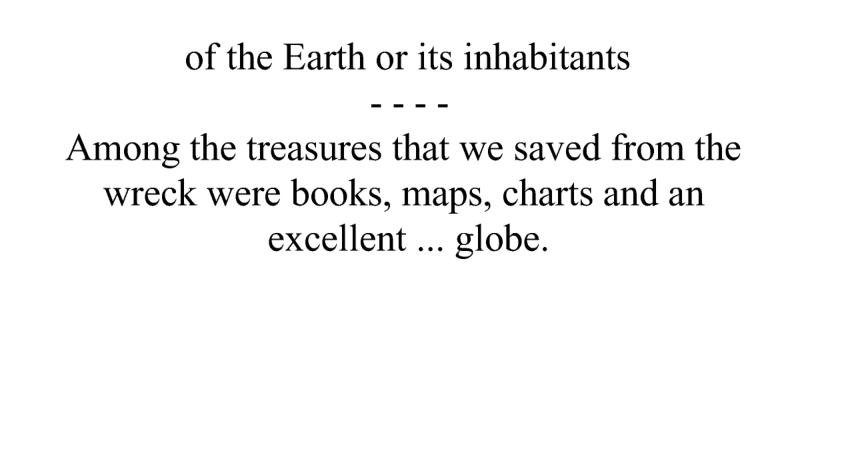 of the Earth or its inhabitants
- - - -
Among the treasures that we saved from the
wreck were books, maps, charts and an
excellent ... globe.